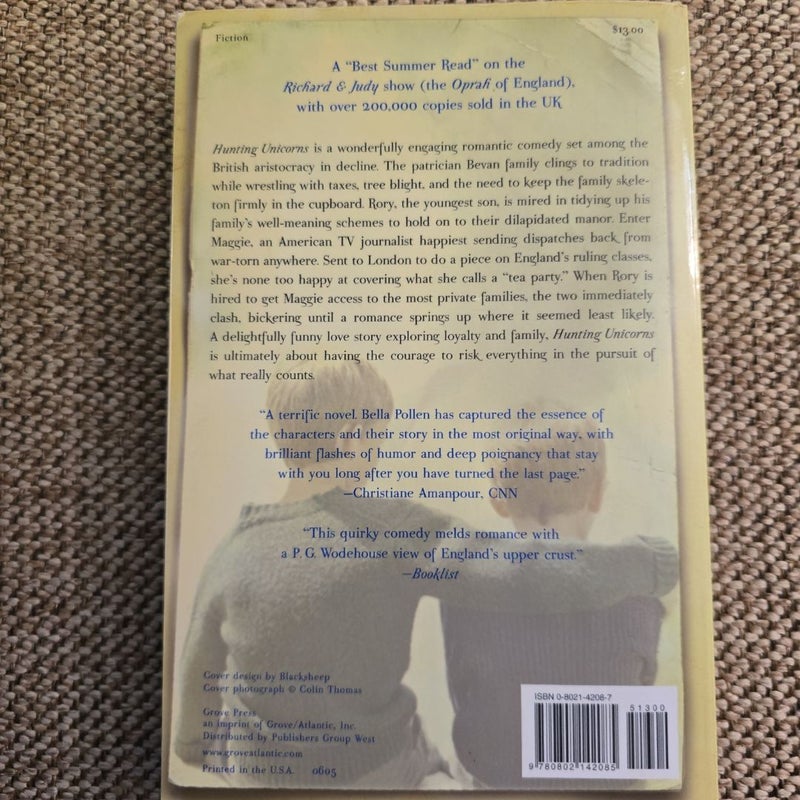 Fiction
$13.00
A "Best Summer Read" on the
Richard & Judy show (the Oprah of England),
with over 200,000 copies sold in the UK
Hunting Unicorns is a wonderfully engaging romantic comedy set among the
British aristocracy in decline. The patrician Bevan family clings to tradition
while wrestling with taxes, tree blight, and the need to keep the family skele-
ton firmly in the cupboard. Rory, the youngest son, is mired in tidying up his
family's well-meaning schemes to hold on to their dilapidated manor. Enter
Maggie, an American TV journalist happiest sending dispatches back from
war-torn anywhere. Sent to London to do a piece on England's ruling classes,
she's none too happy at covering what she calls a "tea party." When Rory is
hired to get Maggie access to the most private families, the two immediately
clash, bickering until a romance springs up where it seemed least likely.
A delightfully funny love story exploring loyalty and family, Hunting Unicorns
is ultimately about having the courage to risk everything in the pursuit of
what really counts.
"A terrific novel. Bella Pollen has captured the essence of
the characters and their story in the most original way, with
brilliant flashes of humor and deep poignancy that stay
with you long after you have turned the last page."
—Christiane Amanpour, CNN
"This quirky comedy melds romance with
a P. G. Wodehouse view of England's upper crust."
—Booklist
Cover design by Blacksheep
Cover photograph © Colin Thomas
Grove Press
an imprint of Grove/Atlantic, Inc.
Distributed by Publishers Group West
www.groveatlantic.com
Printed in the U.S.A. 0605
ISBN 0-8021-4208-7
51300
9 780802 142085